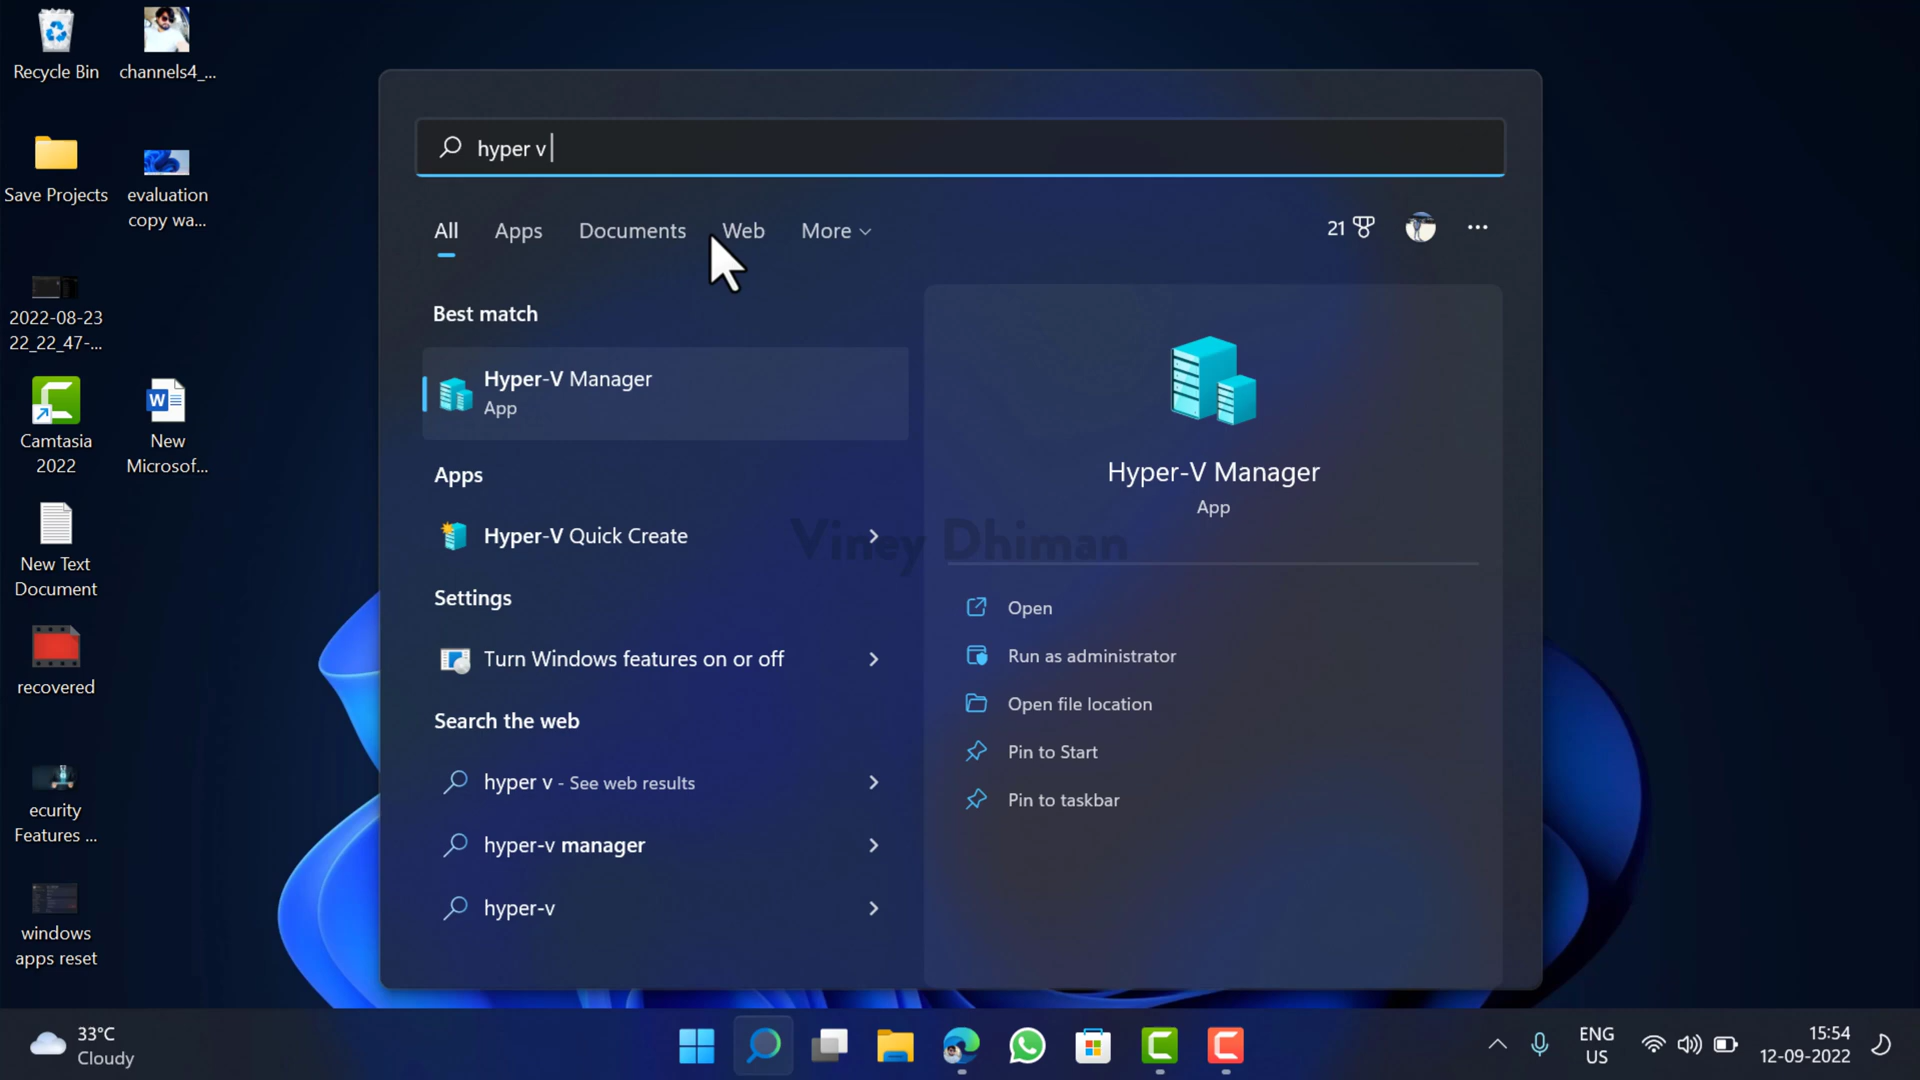 Recycle Bin
channels4_...
Save Projects
evaluation
copy wa...
2022-08-23
22_22_47-...
Camtasia
2022
New
Microsof...
New Text
Document
recovered
ecurity
Features ...
windows
apps reset
hyper v
All
Apps
Documents
Web
More
21
Best match
Hyper-V Manager
App
Apps
Hyper-V Quick Create
Settings
Turn Windows features on or off
Search the web
hyper v - See web results
hyper-v manager
hyper-v
Hyper-V Manager
App
Viney Dhiman
Open
Run as administrator
Open file location
Pin to Start
Pin to taskbar
33°C
Cloudy
ENG
US
15:54
12-09-2022